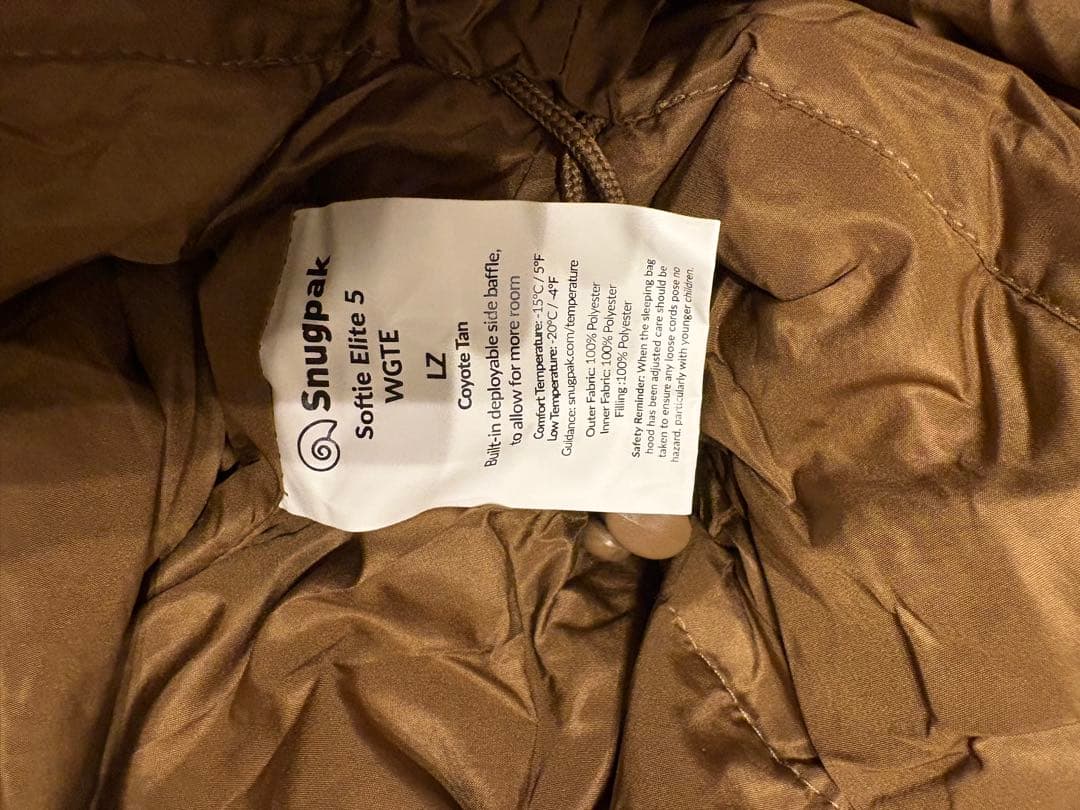 Snugpak
Softie Elite 5
WGTE
LZ
Coyote Tan
Built-in deployable side baffle,
to allow for more room
Comfort Temperature: -15°C / 5°F
Low Temperature: -20°C / -4°F
Guidance: snugpak.com/temperature
Outer Fabric: 100% Polyester
Inner Fabric: 100% Polyester
Filling :100% Polyester
Safety Reminder: When the sleeping bag
hood has been adjusted care should be
taken to ensure any loose cords pose no
hazard, particularly with younger children.